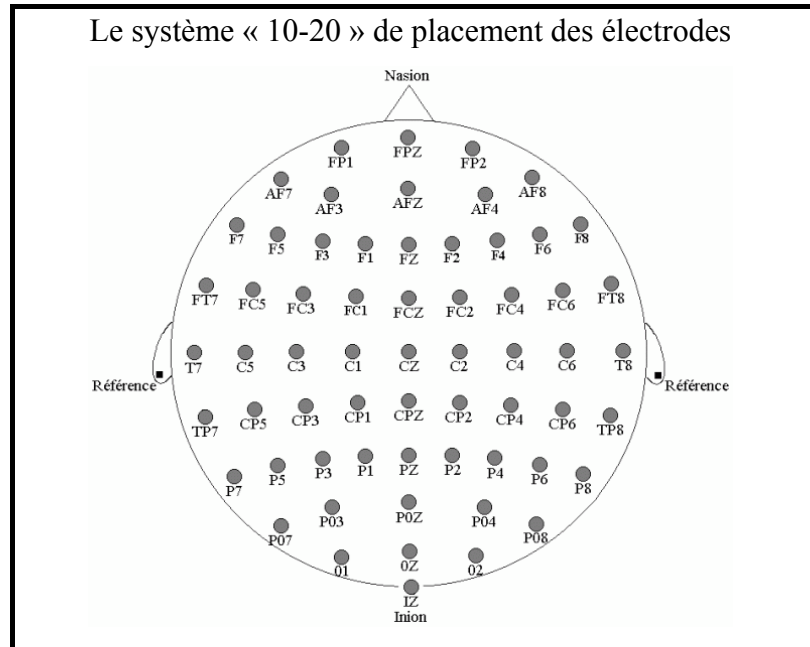 Le système « 10-20 » de placement des électrodes
Nasion
FP1 FPZ FP2
AF7 AF3 AFZ AF4 AF8
F7 F5 F3 F1 FZ F2 F4 F6 F8
FT7 FC5 FC3 FC1 FCZ FC2 FC4 FC6 FT8
T7 C5 C3 C1 CZ C2 C4 C6 T8
Référence Référence
TP7 CP5 CP3 CP1 CPZ CP2 CP4 CP6 TP8
P7 P5 P3 P1 PZ P2 P4 P6 P8
P07 P03 P0Z P04 P08
01 0Z 02
IZ
Inion